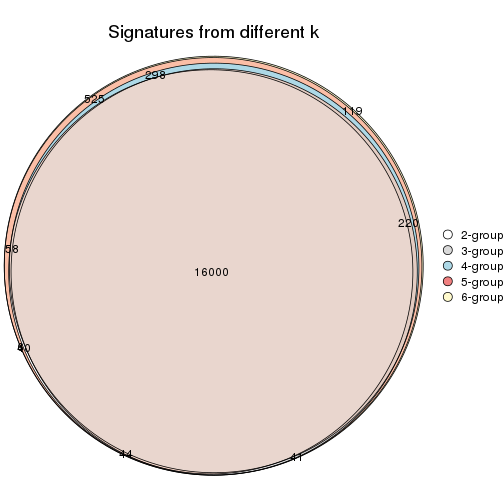 Signatures from different k
298
525
119
220
58
16000
44
41
2-group
3-group
4-group
5-group
6-group